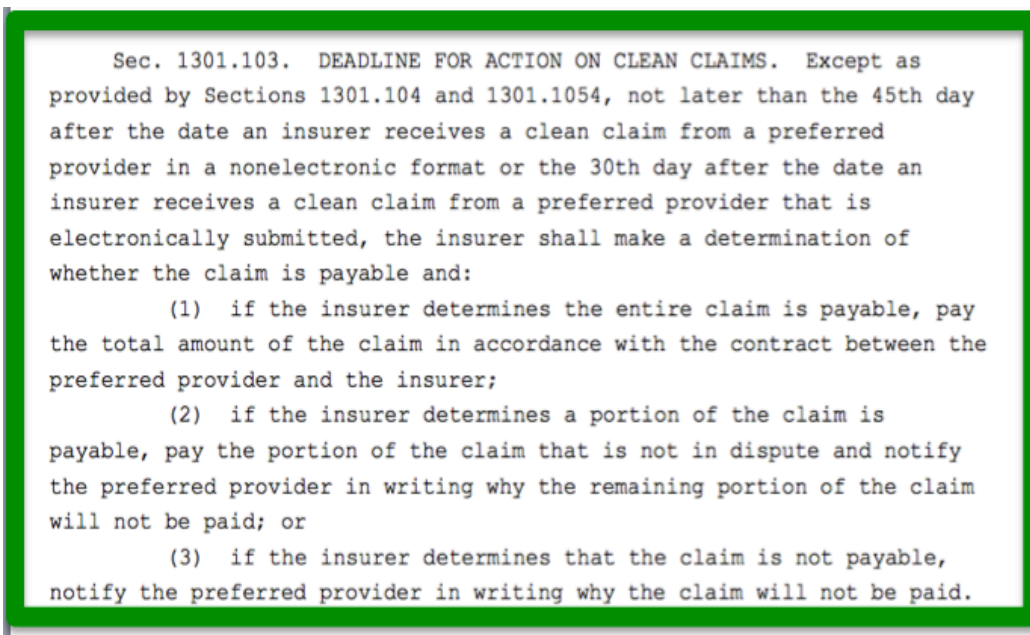 Sec. 1301.103.  DEADLINE FOR ACTION ON CLEAN CLAIMS.  Except as
provided by Sections 1301.104 and 1301.1054, not later than the 45th day
after the date an insurer receives a clean claim from a preferred
provider in a nonelectronic format or the 30th day after the date an
insurer receives a clean claim from a preferred provider that is
electronically submitted, the insurer shall make a determination of
whether the claim is payable and:
(1)  if the insurer determines the entire claim is payable, pay
the total amount of the claim in accordance with the contract between the
preferred provider and the insurer;
(2)  if the insurer determines a portion of the claim is
payable, pay the portion of the claim that is not in dispute and notify
the preferred provider in writing why the remaining portion of the claim
will not be paid; or
(3)  if the insurer determines that the claim is not payable,
notify the preferred provider in writing why the claim will not be paid.